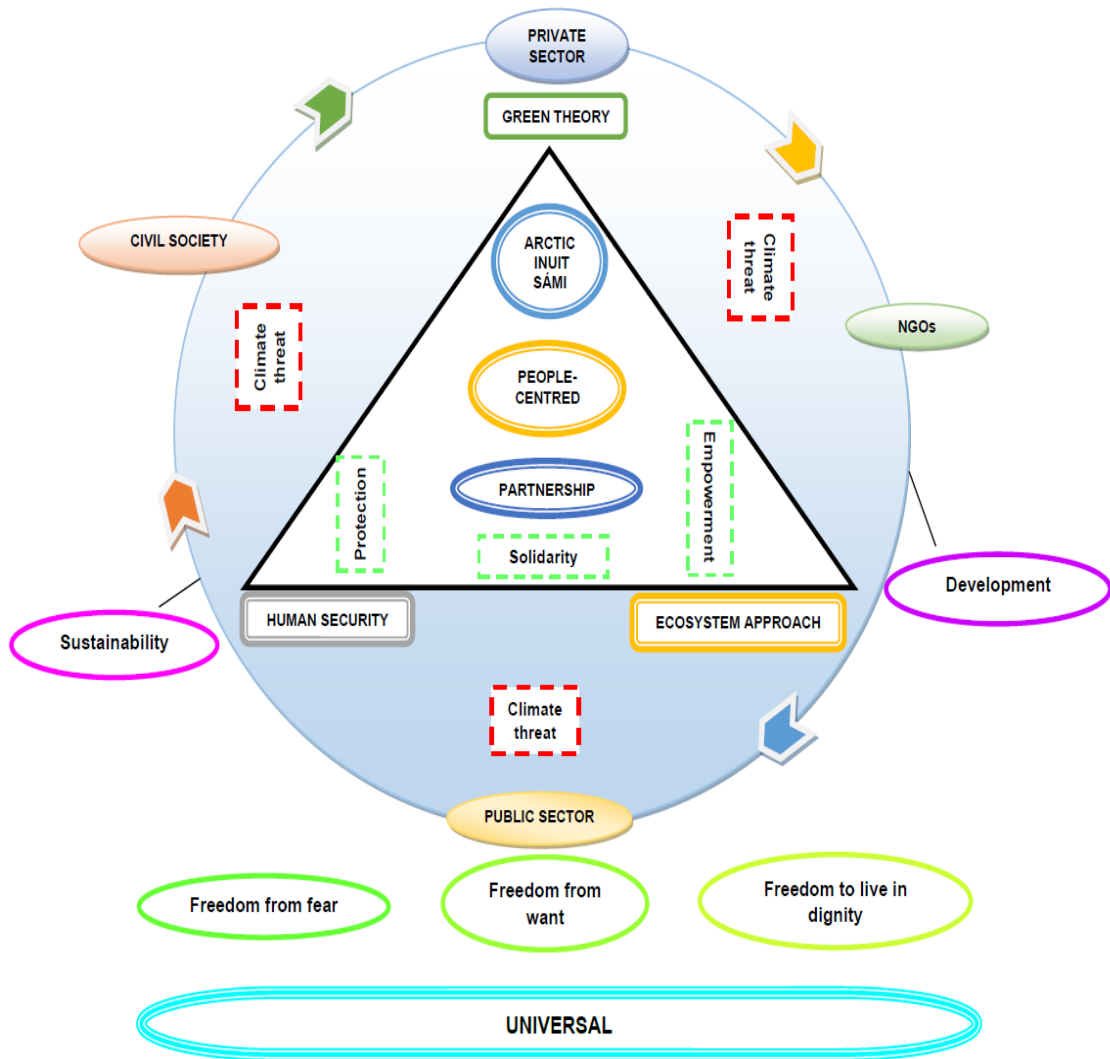 PRIVATE
SECTOR
GREEN THEORY
CIVIL SOCIETY
ARCTIC
INUIT
SÁMI
Climate
threat
NGOs
Climate
threat
PEOPLE-
CENTRED
Protection
PARTNERSHIP
Empowerment
Solidarity
HUMAN SECURITY
ECOSYSTEM APPROACH
Sustainability
Development
Climate
threat
PUBLIC SECTOR
Freedom from fear
Freedom from
want
Freedom to live in
dignity
UNIVERSAL